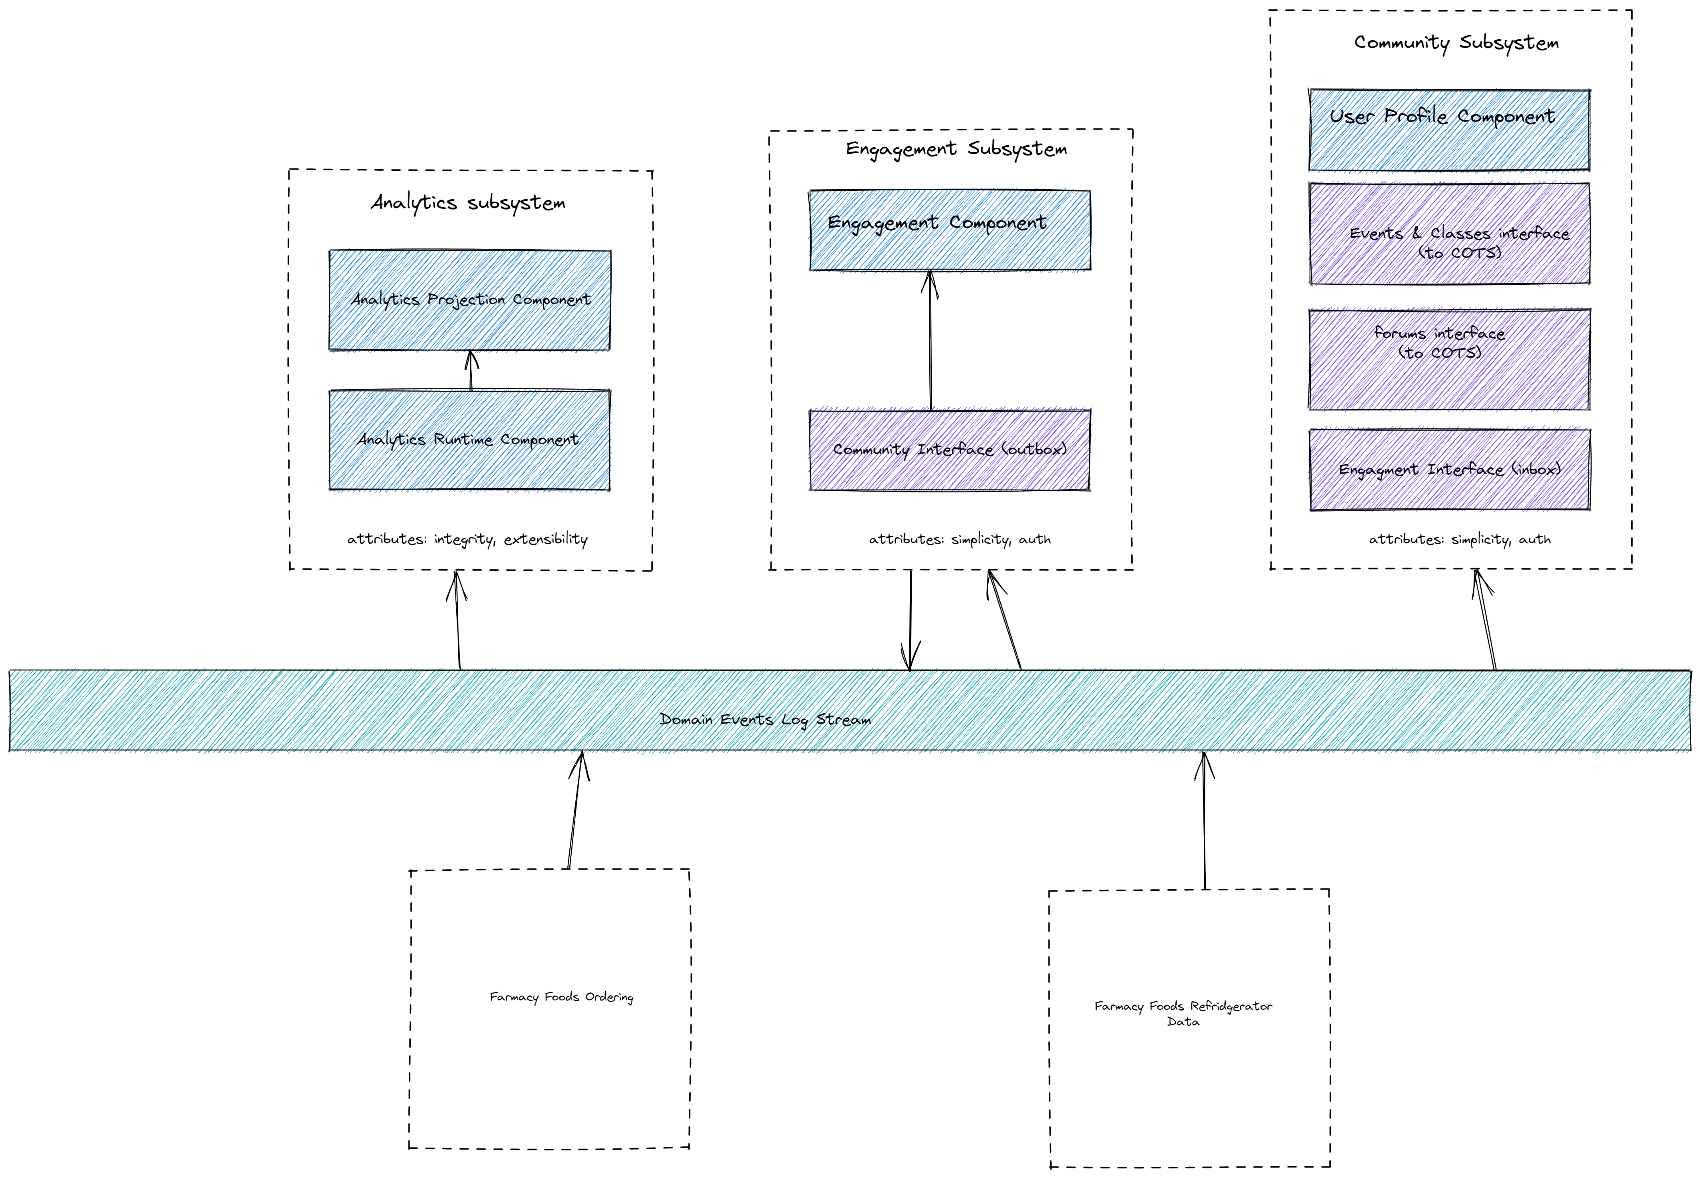 Community Subsystem
User Profile Component
Events & Classes interface
(to COTS)
forums interface
(to COTS)
Engagment Interface (inbox)
attributes: simplicity, auth
Engagement Subsystem
Engagement Component
Community Interface (outbox)
attributes: simplicity, auth
Analytics subsystem
Analytics Projection Component
Analytics Runtime Component
attributes: integrity, extensibility
Domain Events Log Stream
Farmacy Foods Ordering
Farmacy Foods Refridgerator
Data